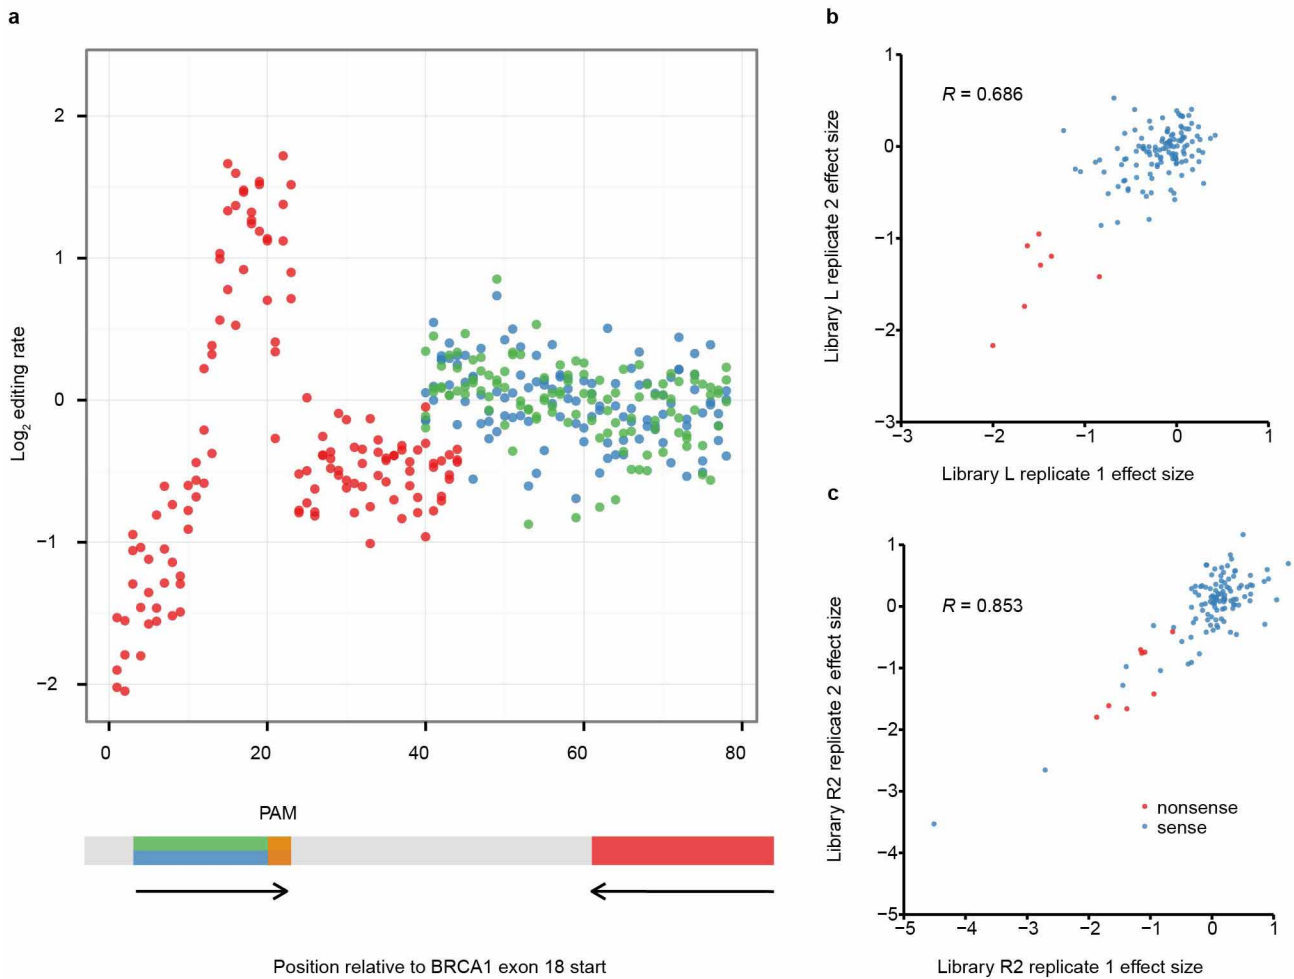 a
2
1
0
−1
−2
Log2 editing rate
0
20
40
60
80
PAM
Position relative to BRCA1 exon 18 start
b
R = 0.686
1
0
−1
−2
−3
Library L replicate 2 effect size
−3
−2
−1
0
1
Library L replicate 1 effect size
c
R = 0.853
1
0
−1
−2
−3
−4
−5
Library R2 replicate 2 effect size
nonsense
sense
−5
−4
−3
−2
−1
0
1
Library R2 replicate 1 effect size